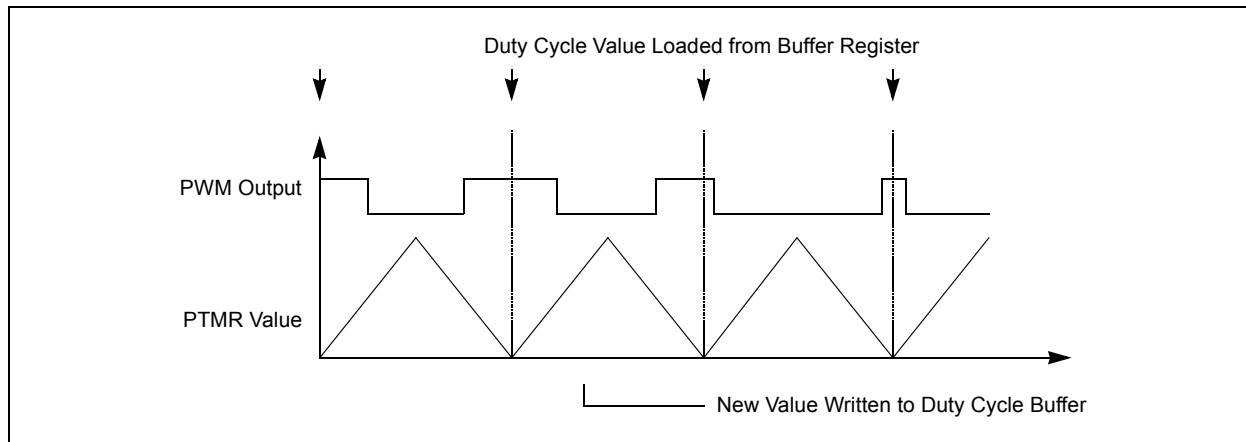 Duty Cycle Value Loaded from Buffer Register
PWM Output
PTMR Value
New Value Written to Duty Cycle Buffer